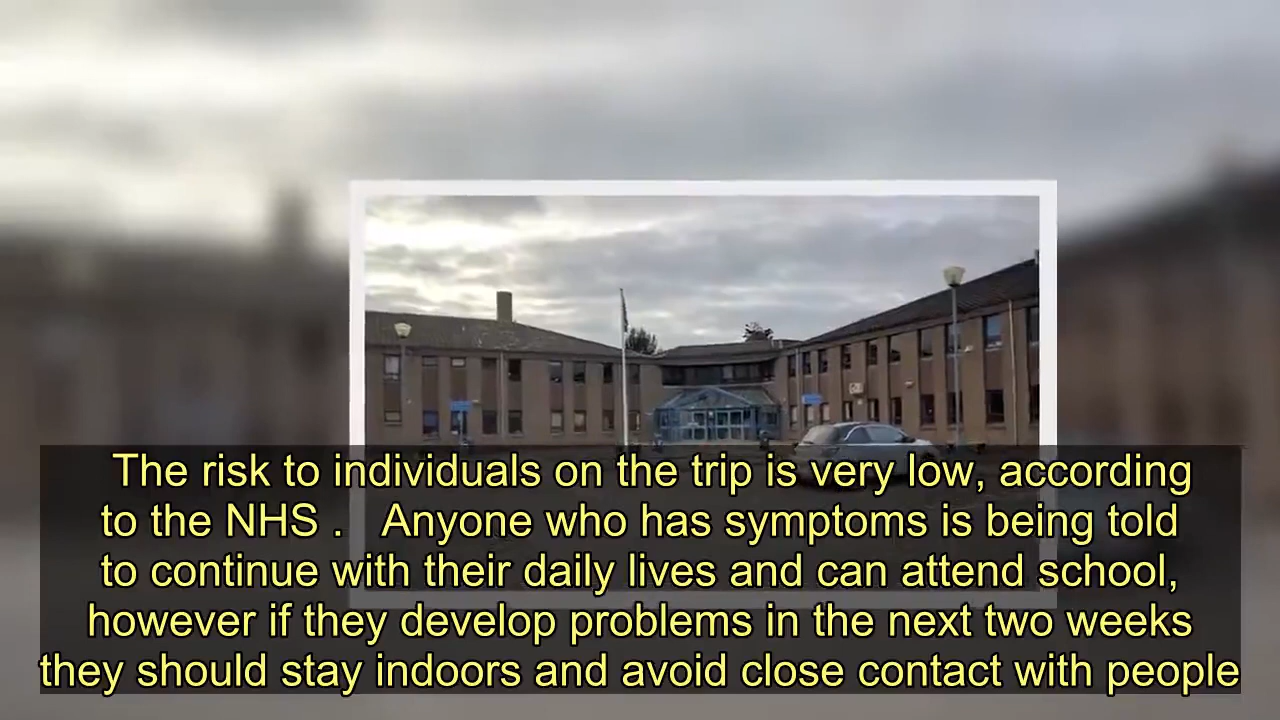 The risk to individuals on the trip is very low, according
to the NHS .   Anyone who has symptoms is being told
to continue with their daily lives and can attend school,
however if they develop problems in the next two weeks
they should stay indoors and avoid close contact with people